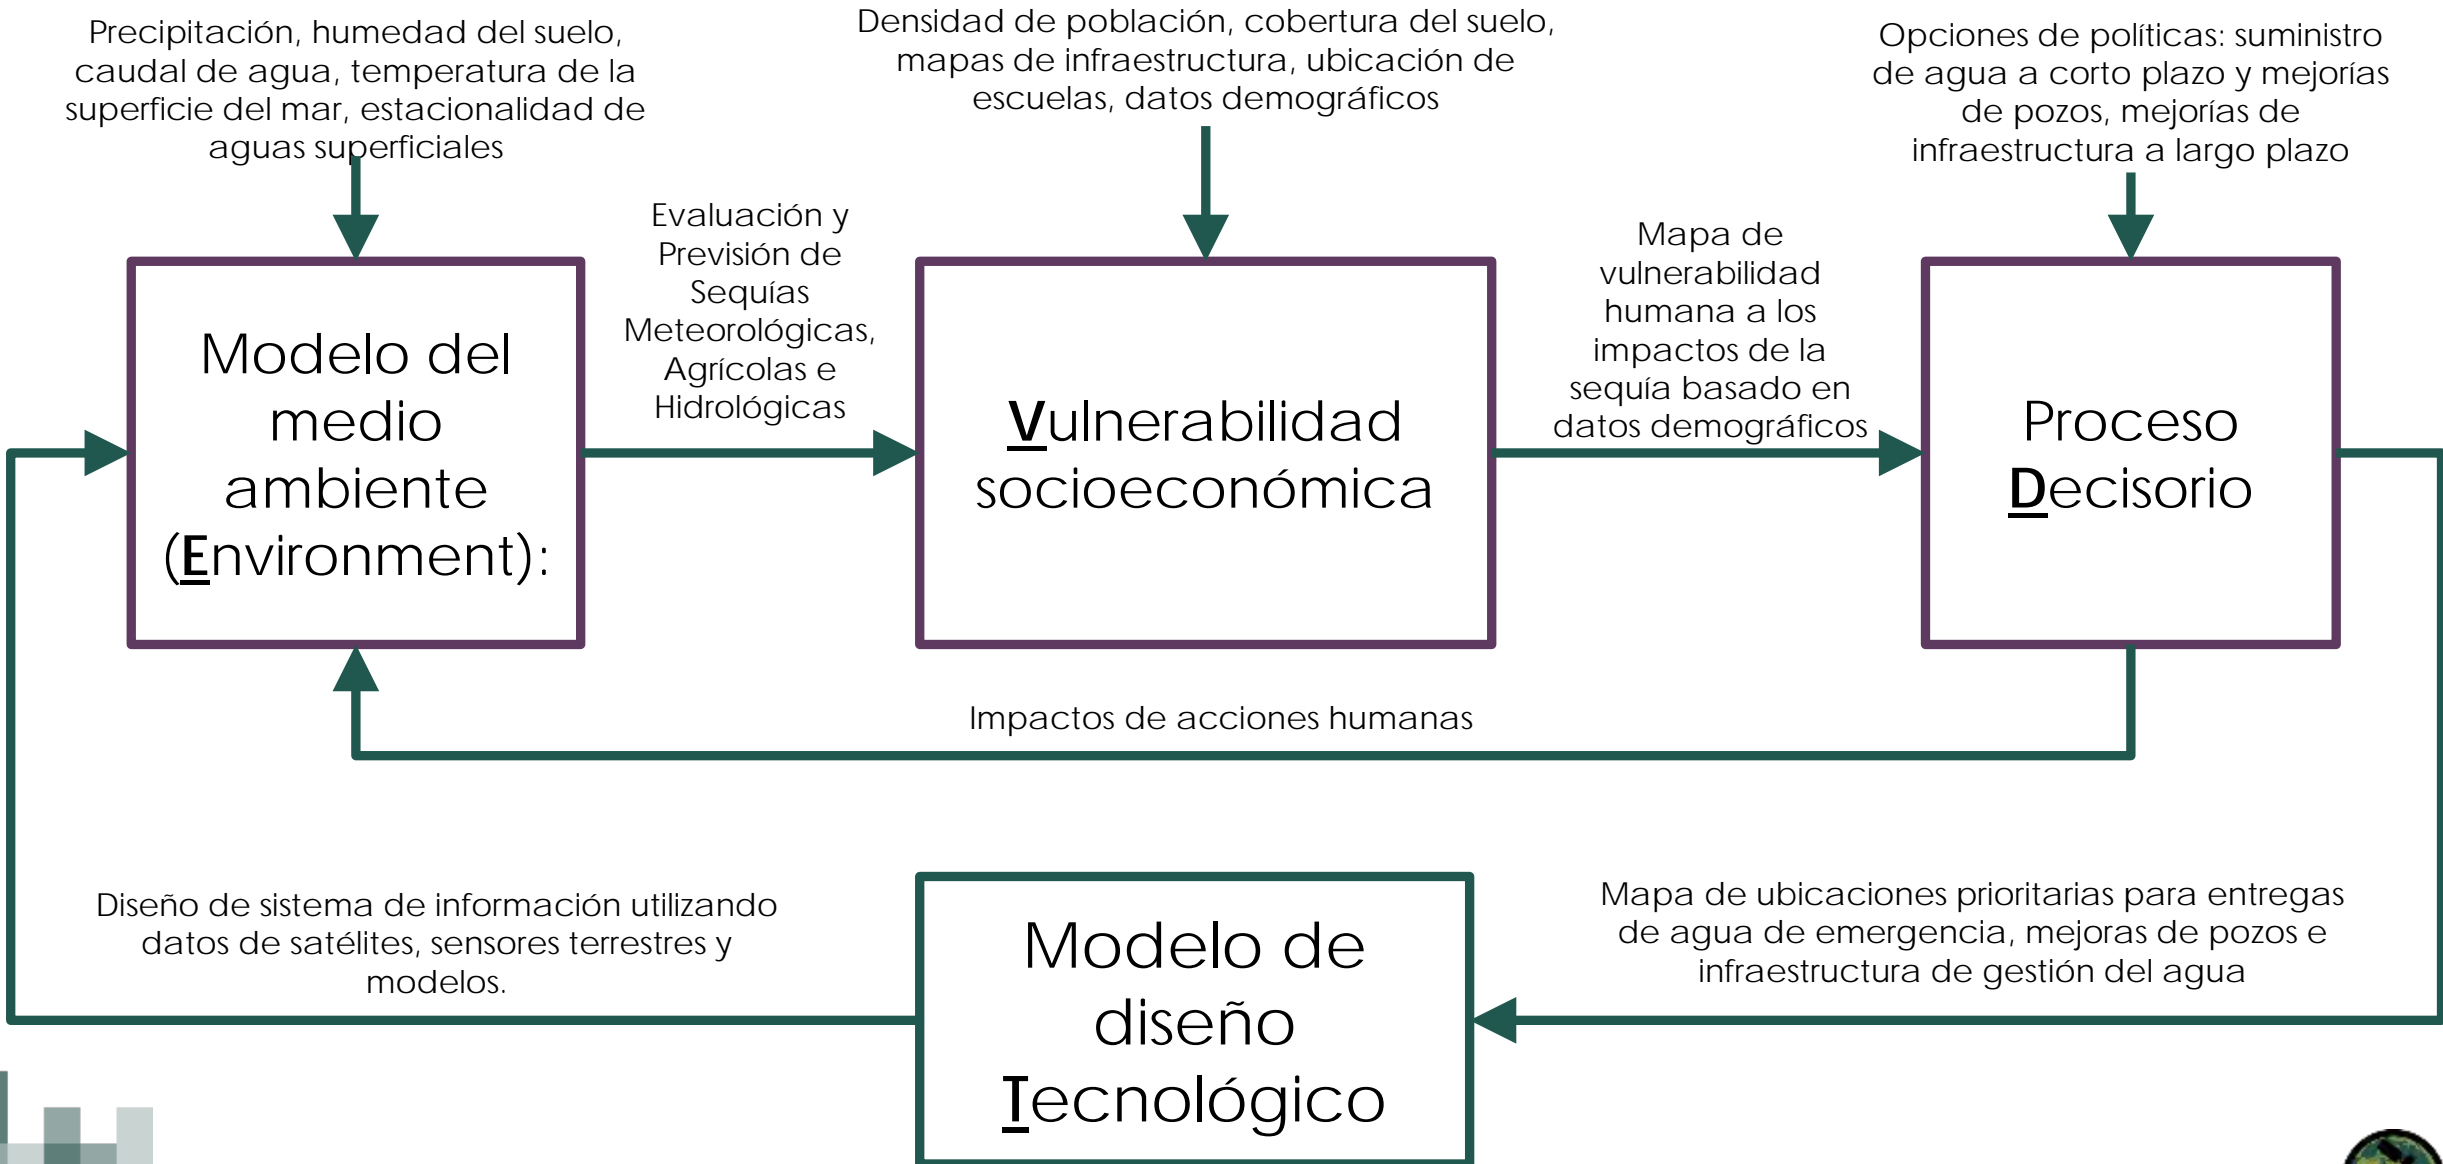 Precipitación, humedad del suelo,
caudal de agua, temperatura de la
superficie del mar, estacionalidad de
aguas superficiales
Densidad de población, cobertura del suelo,
mapas de infraestructura, ubicación de
escuelas, datos demográficos
Opciones de políticas: suministro
de agua a corto plazo y mejorías
de pozos, mejorías de
infraestructura a largo plazo
Modelo del
medio
ambiente
(Environment):
Evaluación y
Previsión de
Sequías
Meteorológicas,
Agrícolas e
Hidrológicas
Vulnerabilidad
socioeconómica
Mapa de
vulnerabilidad
humana a los
impactos de la
sequía basado en
datos demográficos
Proceso
Decisorio
Impactos de acciones humanas
Diseño de sistema de información utilizando
datos de satélites, sensores terrestres y
modelos.
Modelo de
diseño
Tecnológico
Mapa de ubicaciones prioritarias para entregas
de agua de emergencia, mejoras de pozos e
infraestructura de gestión del agua